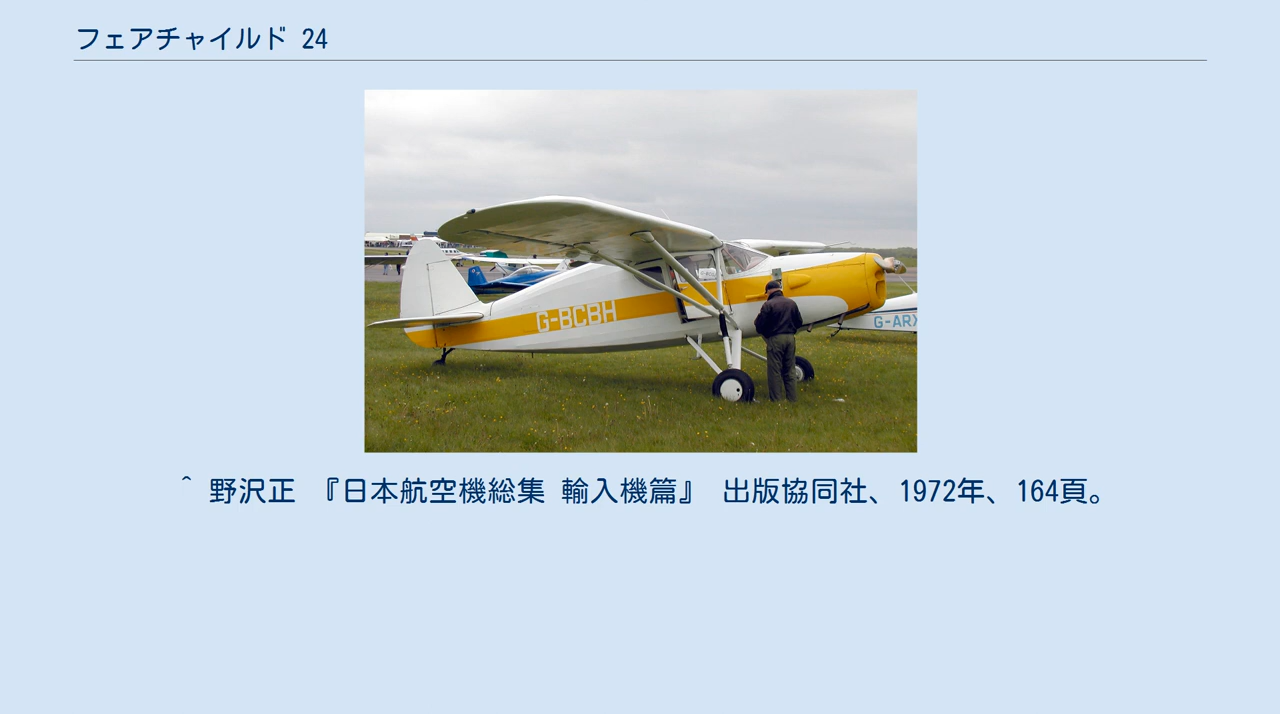 フェアチャイルド 24
G-BCBH
G-ARX
^ 野沢正 『日本航空機総集 輸入機篇』 出版協同社、1972年、164頁。